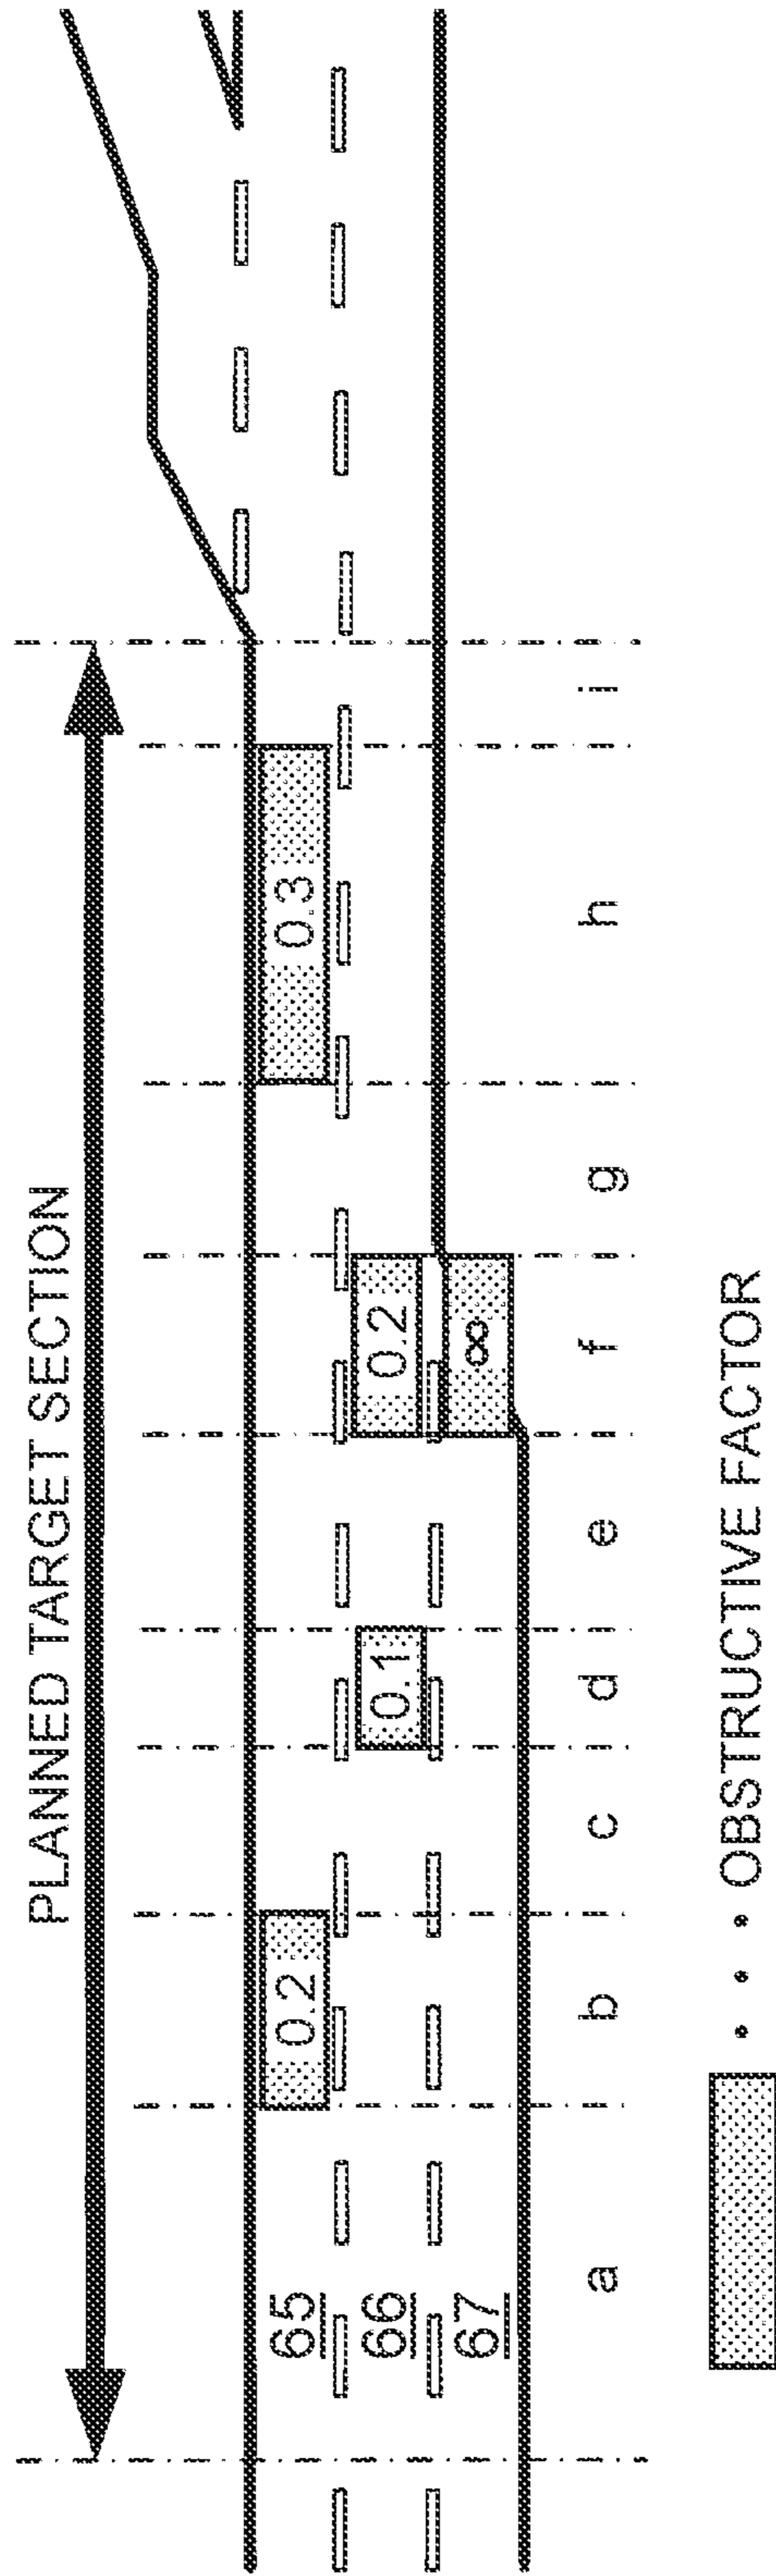 PLANNED TARGET SECTION
65
66
67
0.2
0.1
0.2
∞
0.3
a
b
c
d
e
f
g
h
i
• • • OBSTRUCTIVE FACTOR